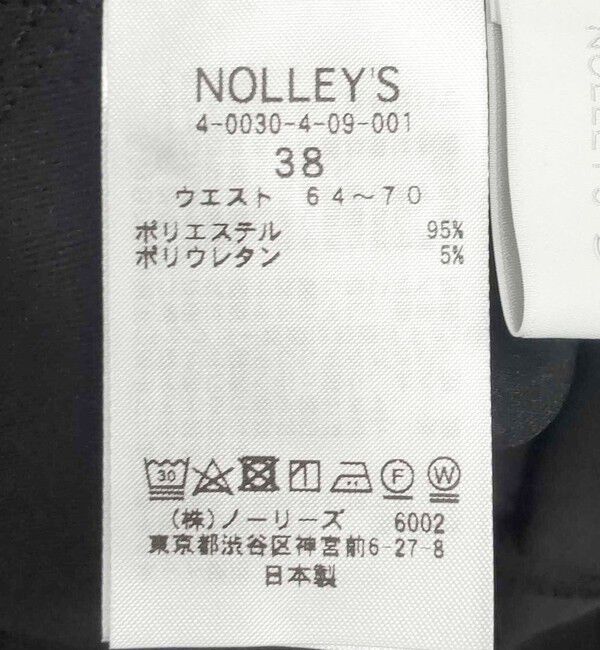 NOLLEY'S
4-0030-4-09-001
38
ウエスト 64～70
ポリエステル 95%
ポリウレタン 5%
30 F W
(株)ノーリーズ 6002
東京都渋谷区神宮前6-27-8
日本製